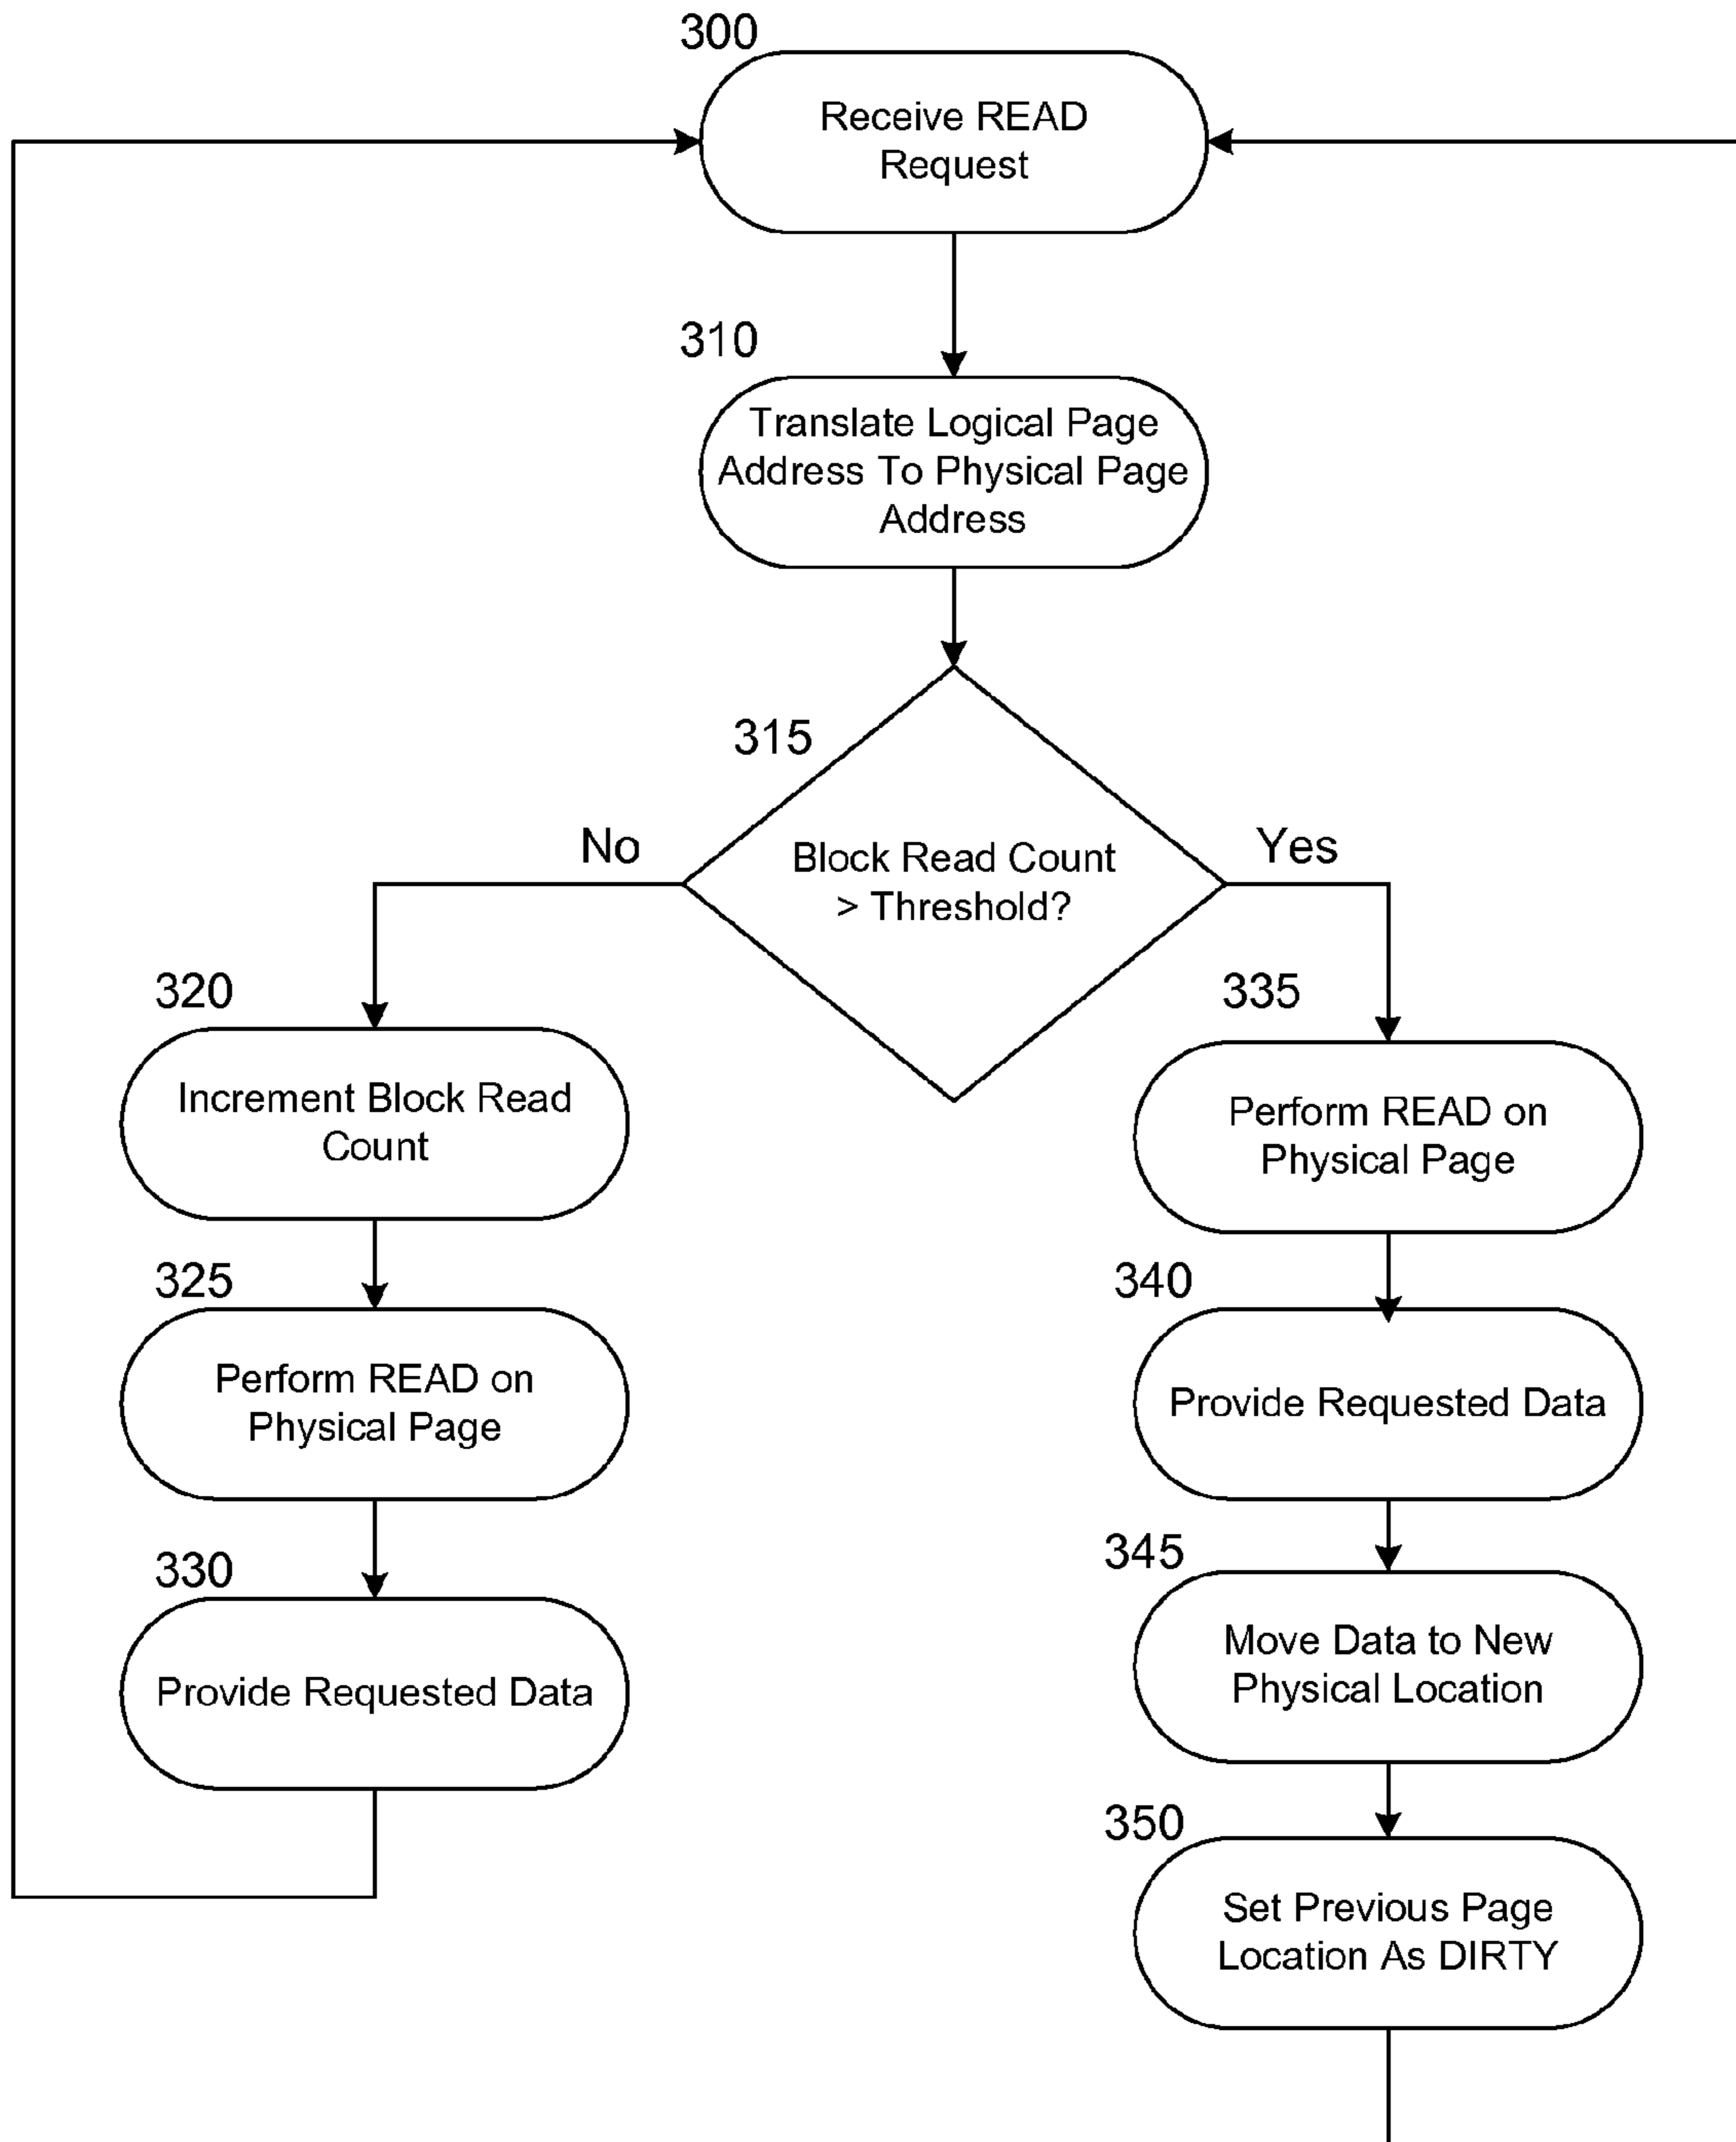 300
Receive READ
Request
310
Translate Logical Page
Address To Physical Page
Address
315
No
Block Read Count
> Threshold?
Yes
320
Increment Block Read
Count
335
Perform READ on
Physical Page
325
Perform READ on
Physical Page
340
Provide Requested Data
330
Provide Requested Data
345
Move Data to New
Physical Location
350
Set Previous Page
Location As DIRTY